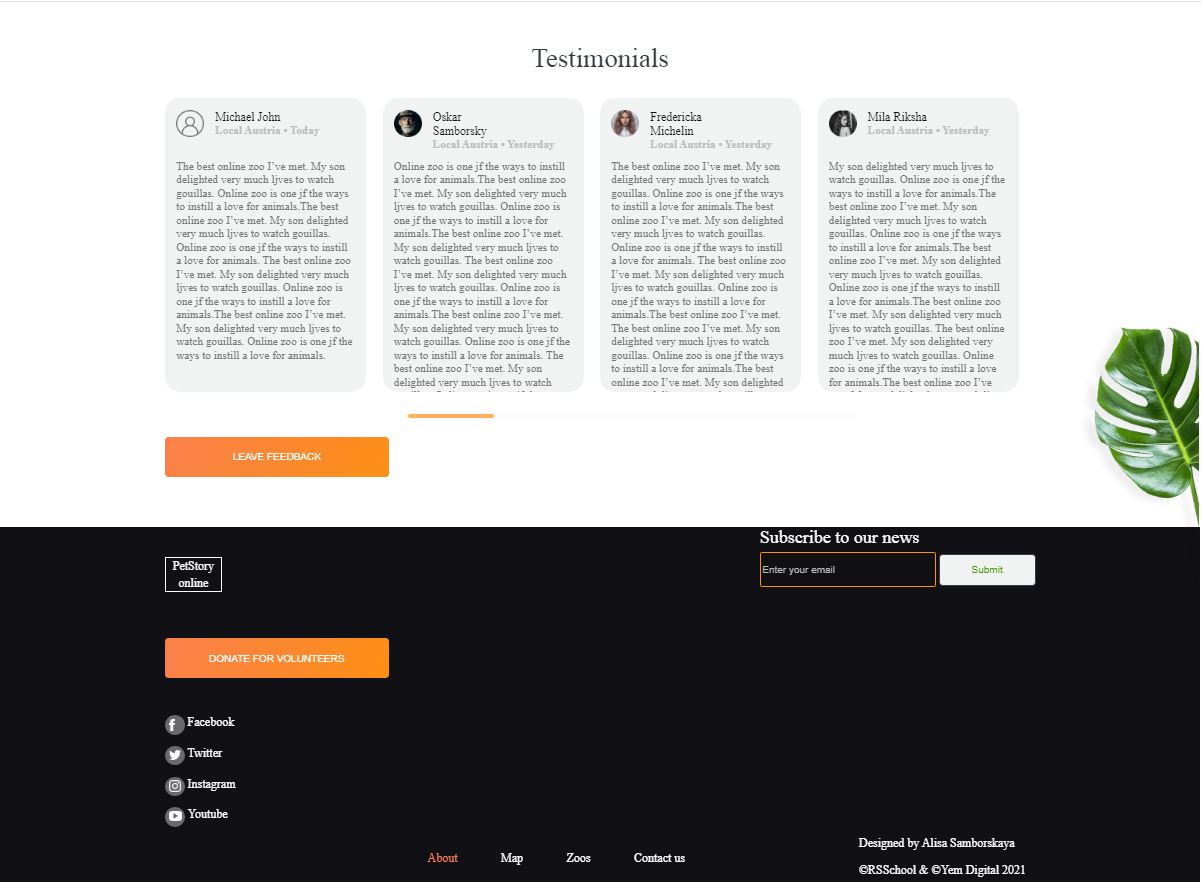 Testimonials
Michael John
Local Austria • Today
The best online zoo I’ve met. My son
delighted very much ljves to watch
gouillas. Online zoo is one jf the ways
to instill a love for animals.The best
online zoo I’ve met. My son delighted
very much ljves to watch gouillas.
Online zoo is one jf the ways to instill
a love for animals. The best online zoo
I’ve met. My son delighted very much
ljves to watch gouillas. Online zoo is
one jf the ways to instill a love for
animals.The best online zoo I’ve met.
My son delighted very much ljves to
watch gouillas. Online zoo is one jf the
ways to instill a love for animals.
Oskar
Samborsky
Local Austria • Yesterday
Online zoo is one jf the ways to instill
a love for animals.The best online zoo
I’ve met. My son delighted very much
ljves to watch gouillas. Online zoo is
one jf the ways to instill a love for
animals.The best online zoo I’ve met.
My son delighted very much ljves to
watch gouillas. The best online zoo
I’ve met. My son delighted very much
ljves to watch gouillas. Online zoo is
one jf the ways to instill a love for
animals.The best online zoo I’ve met.
My son delighted very much ljves to
watch gouillas. Online zoo is one jf the
ways to instill a love for animals. The
best online zoo I’ve met. My son
delighted very much ljves to watch
Fredericka
Michelin
Local Austria • Yesterday
The best online zoo I’ve met. My son
delighted very much ljves to watch
gouillas. Online zoo is one jf the ways
to instill a love for animals.The best
online zoo I’ve met. My son delighted
very much ljves to watch gouillas.
Online zoo is one jf the ways to instill
a love for animals. The best online zoo
I’ve met. My son delighted very much
ljves to watch gouillas. Online zoo is
one jf the ways to instill a love for
animals.The best online zoo I’ve met.
The best online zoo I’ve met. My son
delighted very much ljves to watch
gouillas. Online zoo is one jf the ways
to instill a love for animals.The best
online zoo I’ve met. My son delighted
Mila Riksha
Local Austria • Yesterday
My son delighted very much ljves to
watch gouillas. Online zoo is one jf the
ways to instill a love for animals.The
best online zoo I’ve met. My son
delighted very much ljves to watch
gouillas. Online zoo is one jf the ways
to instill a love for animals.The best
online zoo I’ve met. My son delighted
very much ljves to watch gouillas.
Online zoo is one jf the ways to instill
a love for animals.The best online zoo
I’ve met. My son delighted very much
ljves to watch gouillas. The best online
zoo I’ve met. My son delighted very
much ljves to watch gouillas. Online
zoo is one jf the ways to instill a love
for animals.The best online zoo I’ve
LEAVE FEEDBACK
Subscribe to our news
Enter your email
Submit
PetStory
online
DONATE FOR VOLUNTEERS
Facebook
Twitter
Instagram
Youtube
About
Map
Zoos
Contact us
Designed by Alisa Samborskaya
©RSSchool & ©Yem Digital 2021